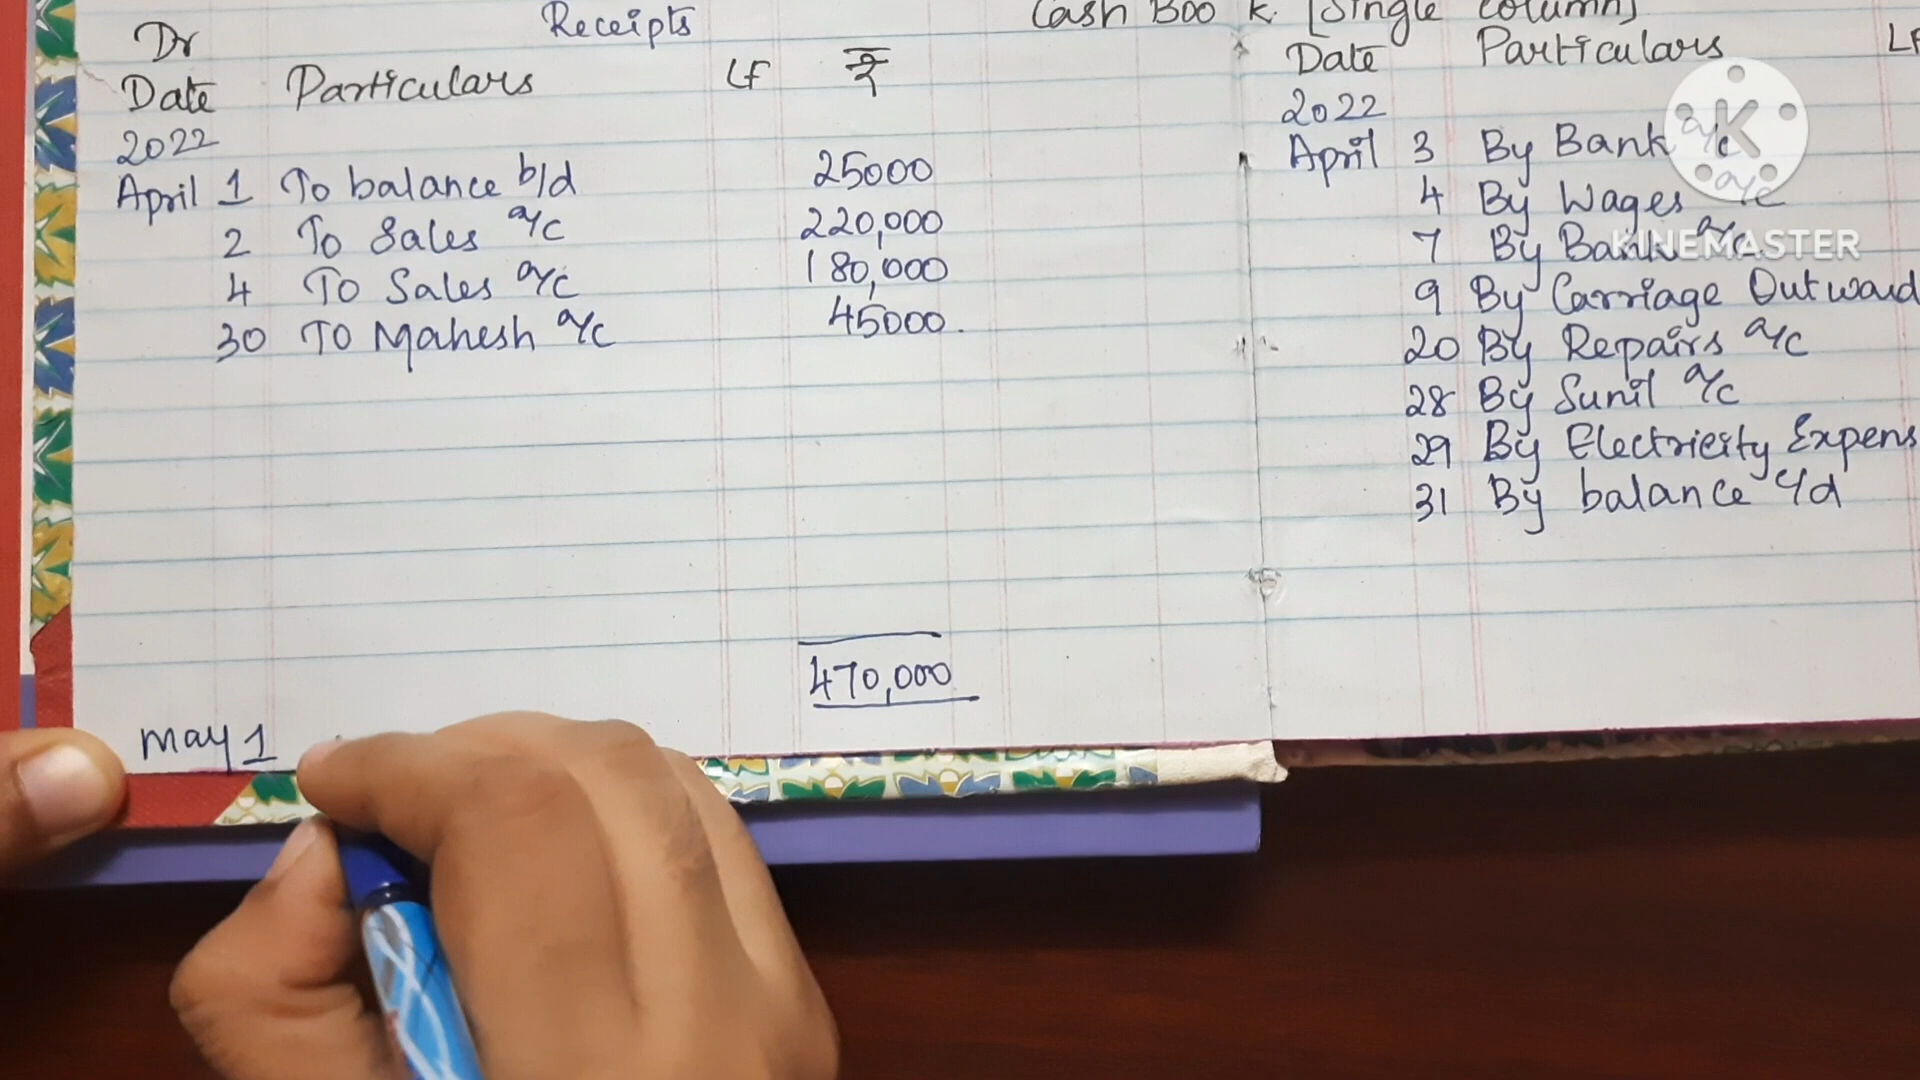 Receipts
Cash Book [Single Column]
Dr
Date Particulars LF ₹
2022
April 1 To balance b/d 25000
2 To Sales a/c 220,000
4 To Sales a/c 180,000
30 To Mahesh a/c 45000.
470,000
May 1
Date Particulars LF
2022
April 3 By Bank a/c
4 By Wages a/c
7 By Bank a/c
9 By Carriage Outward
20 By Repairs a/c
28 By Sunil a/c
29 By Electricity Expens
31 By balance c/d
K
KINEMASTER